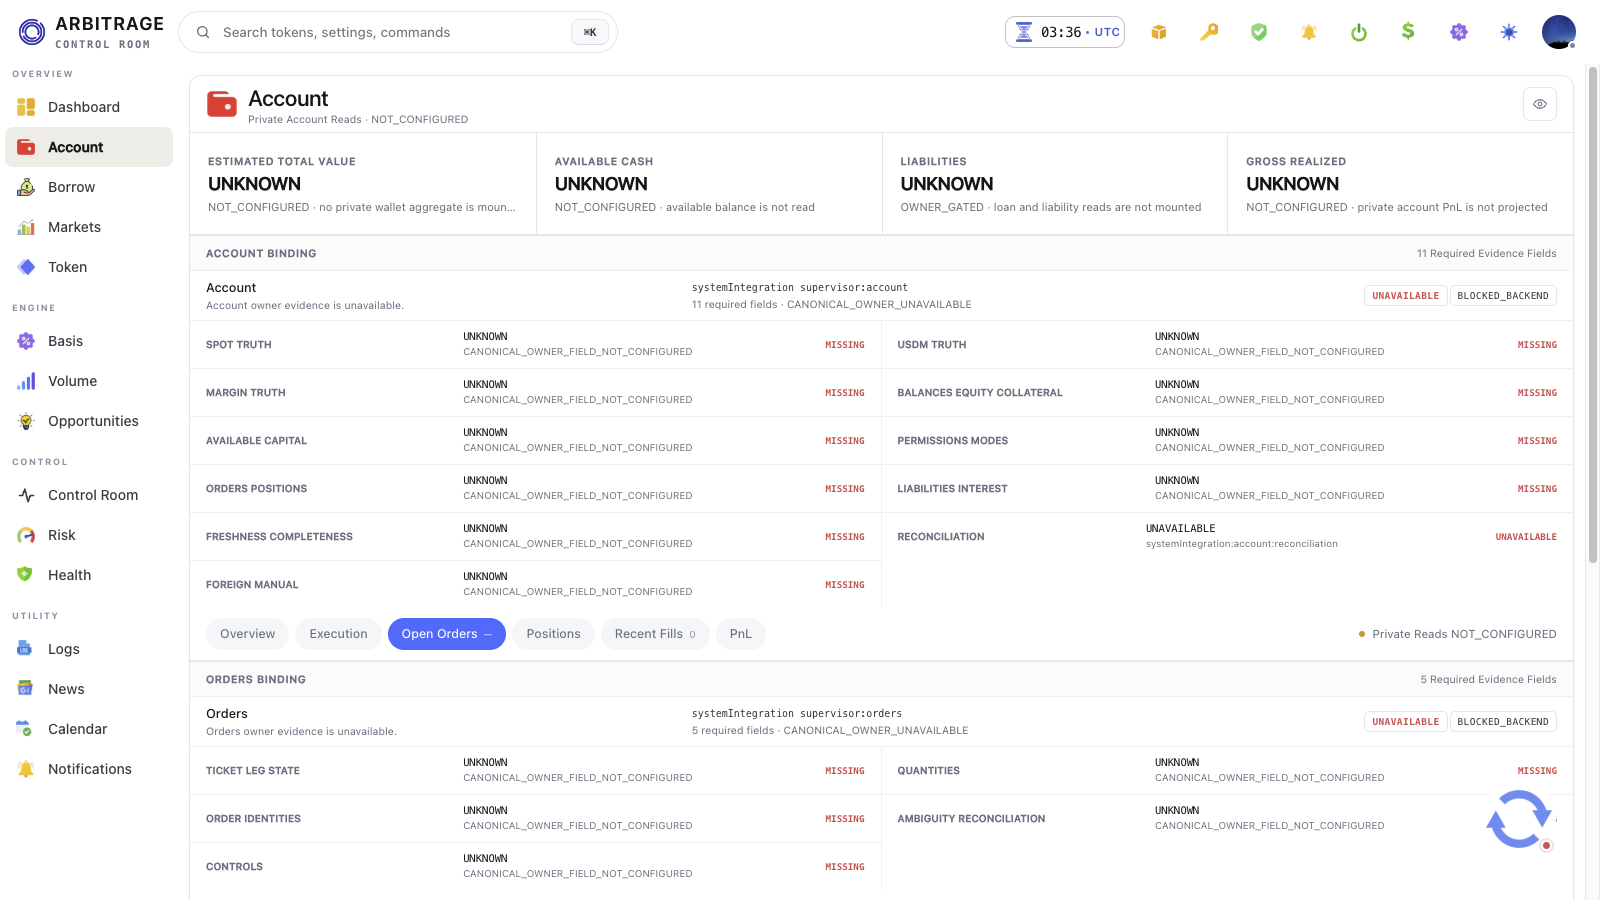 ARBITRAGE
CONTROL ROOM
Search tokens, settings, commands
⌘K
03:36 • UTC
OVERVIEW
Dashboard
Account
Borrow
Markets
Token
ENGINE
Basis
Volume
Opportunities
CONTROL
Control Room
Risk
Health
UTILITY
Logs
News
Calendar
Notifications
Account
Private Account Reads · NOT_CONFIGURED
ESTIMATED TOTAL VALUE
UNKNOWN
NOT_CONFIGURED · no private wallet aggregate is moun...
AVAILABLE CASH
UNKNOWN
NOT_CONFIGURED · available balance is not read
LIABILITIES
UNKNOWN
OWNER_GATED · loan and liability reads are not mounted
GROSS REALIZED
UNKNOWN
NOT_CONFIGURED · private account PnL is not projected
ACCOUNT BINDING
11 Required Evidence Fields
Account
Account owner evidence is unavailable.
systemIntegration supervisor:account
11 required fields · CANONICAL_OWNER_UNAVAILABLE
UNAVAILABLE
BLOCKED_BACKEND
SPOT TRUTH
UNKNOWN
CANONICAL_OWNER_FIELD_NOT_CONFIGURED
MISSING
USDM TRUTH
UNKNOWN
CANONICAL_OWNER_FIELD_NOT_CONFIGURED
MISSING
MARGIN TRUTH
UNKNOWN
CANONICAL_OWNER_FIELD_NOT_CONFIGURED
MISSING
BALANCES EQUITY COLLATERAL
UNKNOWN
CANONICAL_OWNER_FIELD_NOT_CONFIGURED
MISSING
AVAILABLE CAPITAL
UNKNOWN
CANONICAL_OWNER_FIELD_NOT_CONFIGURED
MISSING
PERMISSIONS MODES
UNKNOWN
CANONICAL_OWNER_FIELD_NOT_CONFIGURED
MISSING
ORDERS POSITIONS
UNKNOWN
CANONICAL_OWNER_FIELD_NOT_CONFIGURED
MISSING
LIABILITIES INTEREST
UNKNOWN
CANONICAL_OWNER_FIELD_NOT_CONFIGURED
MISSING
FRESHNESS COMPLETENESS
UNKNOWN
CANONICAL_OWNER_FIELD_NOT_CONFIGURED
MISSING
RECONCILIATION
UNAVAILABLE
systemIntegration:account:reconciliation
UNAVAILABLE
FOREIGN MANUAL
UNKNOWN
CANONICAL_OWNER_FIELD_NOT_CONFIGURED
MISSING
Overview
Execution
Open Orders —
Positions
Recent Fills 0
PnL
Private Reads NOT_CONFIGURED
ORDERS BINDING
5 Required Evidence Fields
Orders
Orders owner evidence is unavailable.
systemIntegration supervisor:orders
5 required fields · CANONICAL_OWNER_UNAVAILABLE
UNAVAILABLE
BLOCKED_BACKEND
TICKET LEG STATE
UNKNOWN
CANONICAL_OWNER_FIELD_NOT_CONFIGURED
MISSING
QUANTITIES
UNKNOWN
CANONICAL_OWNER_FIELD_NOT_CONFIGURED
MISSING
ORDER IDENTITIES
UNKNOWN
CANONICAL_OWNER_FIELD_NOT_CONFIGURED
MISSING
AMBIGUITY RECONCILIATION
UNKNOWN
CANONICAL_OWNER_FIELD_NOT_CONFIGURED
CONTROLS
UNKNOWN
CANONICAL_OWNER_FIELD_NOT_CONFIGURED
MISSING